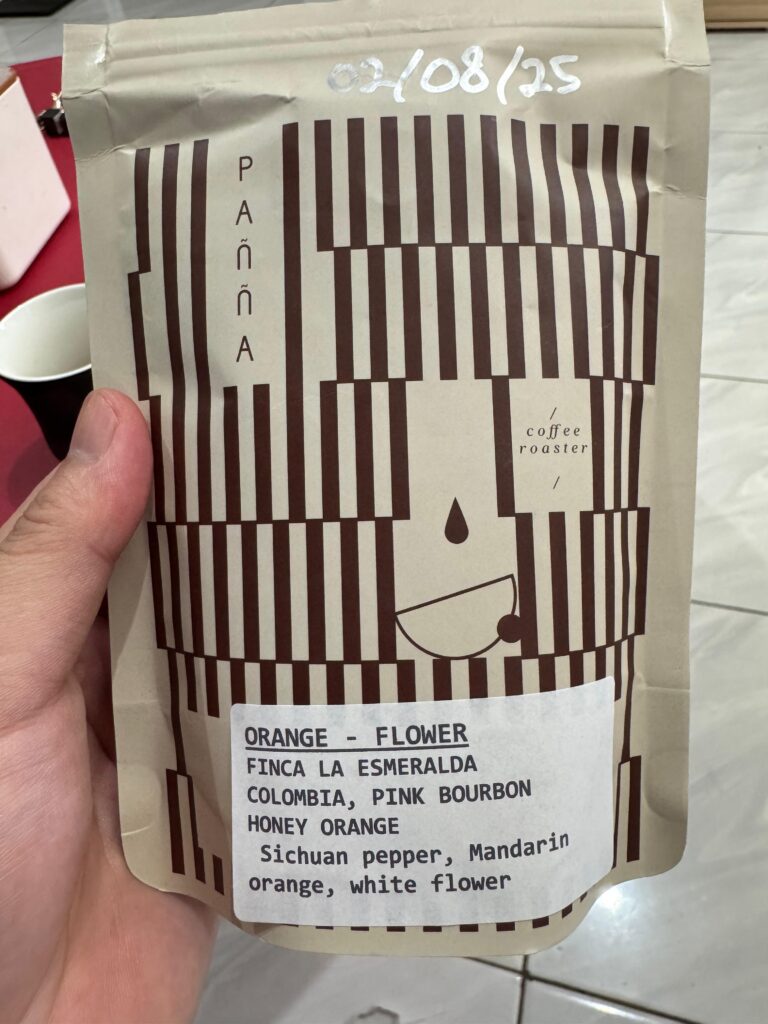 02/08/25
PAÑÑA
/
coffee
roaster
/
ORANGE - FLOWER
FINCA LA ESMERALDA
COLOMBIA, PINK BOURBON
HONEY ORANGE
Sichuan pepper, Mandarin
orange, white flower